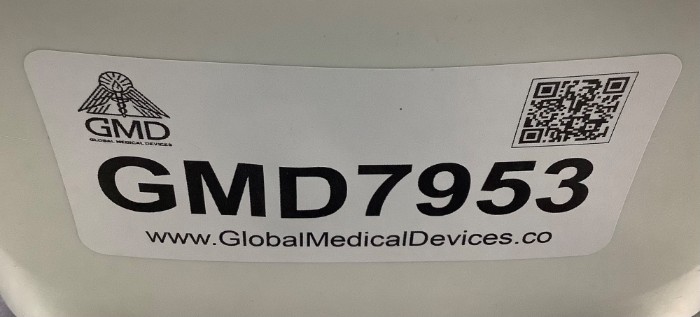 GMD
GLOBAL MEDICAL DEVICES
GMD7953
www.GlobalMedicalDevices.co